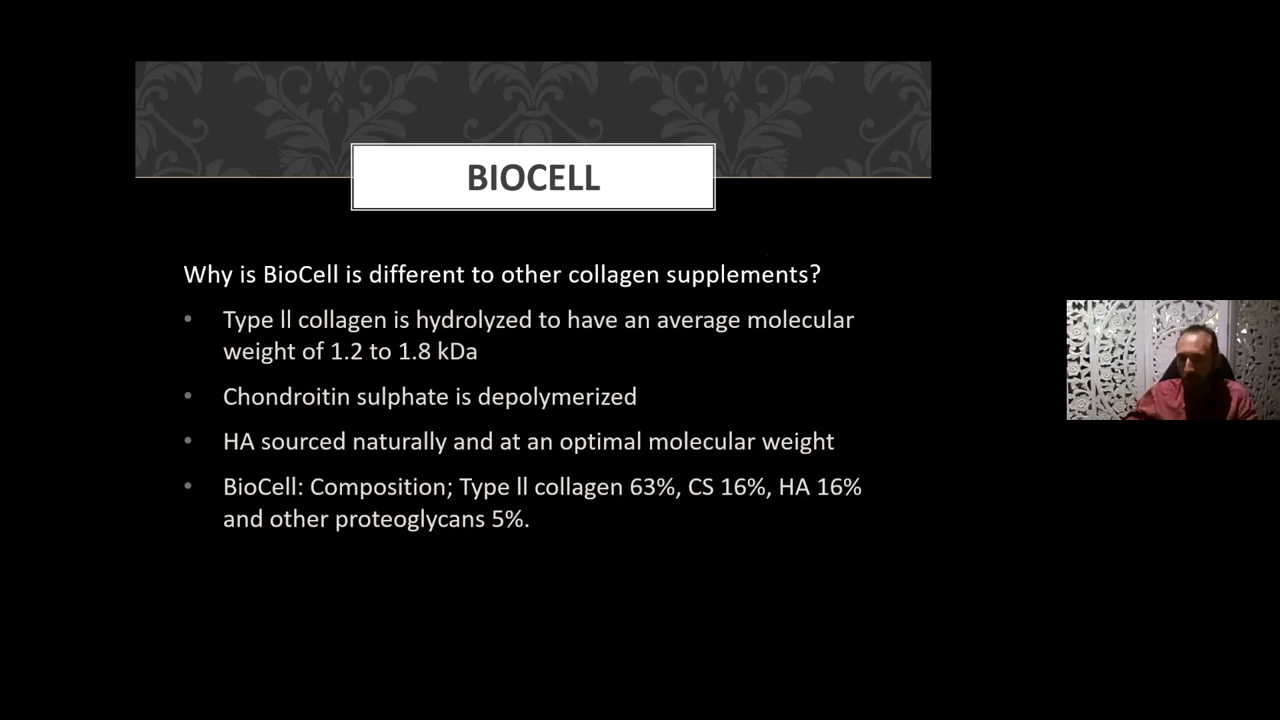 BIOCELL
Why is BioCell is different to other collagen supplements?
• Type ll collagen is hydrolyzed to have an average molecular
weight of 1.2 to 1.8 kDa
• Chondroitin sulphate is depolymerized
• HA sourced naturally and at an optimal molecular weight
• BioCell: Composition; Type ll collagen 63%, CS 16%, HA 16%
and other proteoglycans 5%.